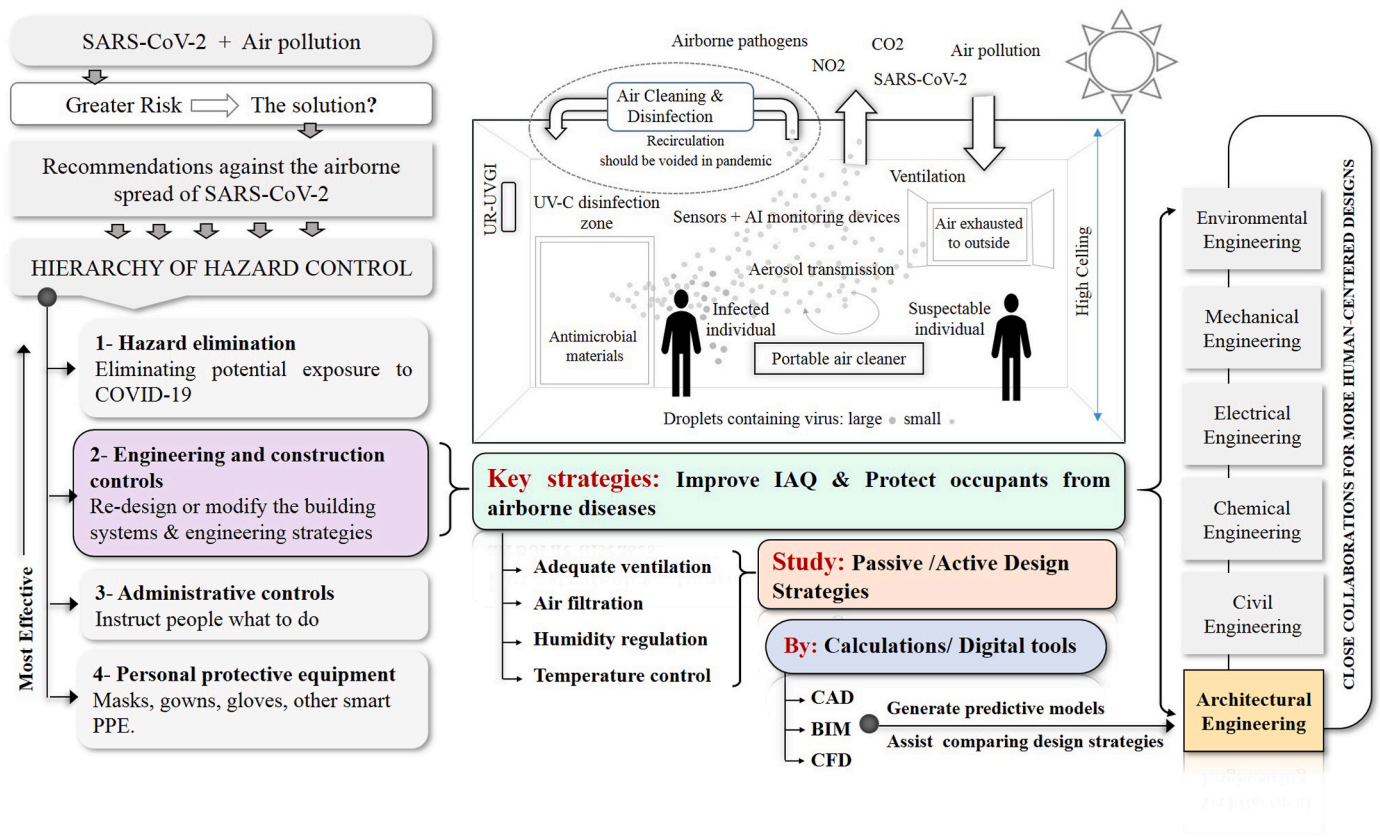 SARS-CoV-2 + Air pollution
Greater Risk
The solution?
Recommendations against the airborne
spread of SARS-CoV-2
HIERARCHY OF HAZARD CONTROL
1- Hazard elimination
Eliminating potential exposure to
COVID-19
2- Engineering and construction
controls
Re-design or modify the building
systems & engineering strategies
3- Administrative controls
Instruct people what to do
4- Personal protective equipment
Masks, gowns, gloves, other smart
PPE.
Most Effective
Airborne pathogens
CO2
NO2
SARS-CoV-2
Air pollution
Air Cleaning &
Disinfection
Recirculation
should be voided in pandemic
UR-UVGI
UV-C disinfection
zone
Ventilation
Sensors + AI monitoring devices
Air exhausted
to outside
Aerosol transmission
High Celling
Antimicrobial
materials
Infected
individual
Suspectable
individual
Portable air cleaner
Droplets containing virus: large
small
Key strategies: Improve IAQ & Protect occupants from
airborne diseases
Adequate ventilation
Air filtration
Humidity regulation
Temperature control
Study: Passive /Active Design
Strategies
By: Calculations/ Digital tools
CAD
BIM
CFD
Generate predictive models
Assist comparing design strategies
Environmental
Engineering
Mechanical
Engineering
Electrical
Engineering
Chemical
Engineering
Civil
Engineering
Architectural
Engineering
CLOSE COLLABORATIONS FOR MORE HUMAN-CENTERED DESIGNS